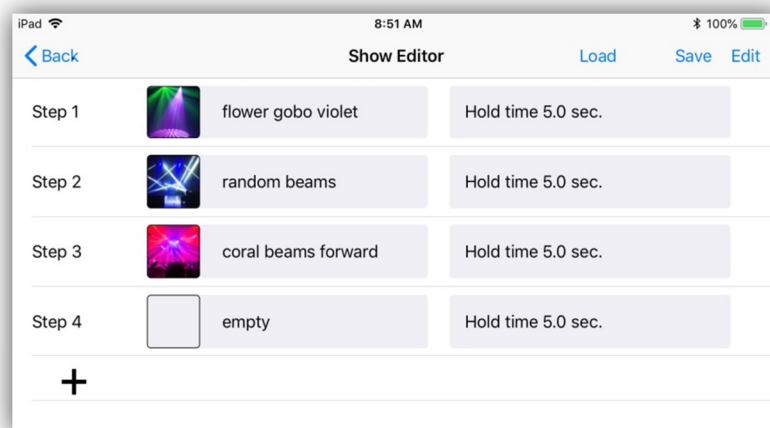 iPad 8:51 AM 100%
Back Show Editor Load Save Edit
Step 1 flower gobo violet Hold time 5.0 sec.
Step 2 random beams Hold time 5.0 sec.
Step 3 coral beams forward Hold time 5.0 sec.
Step 4 empty Hold time 5.0 sec.
+